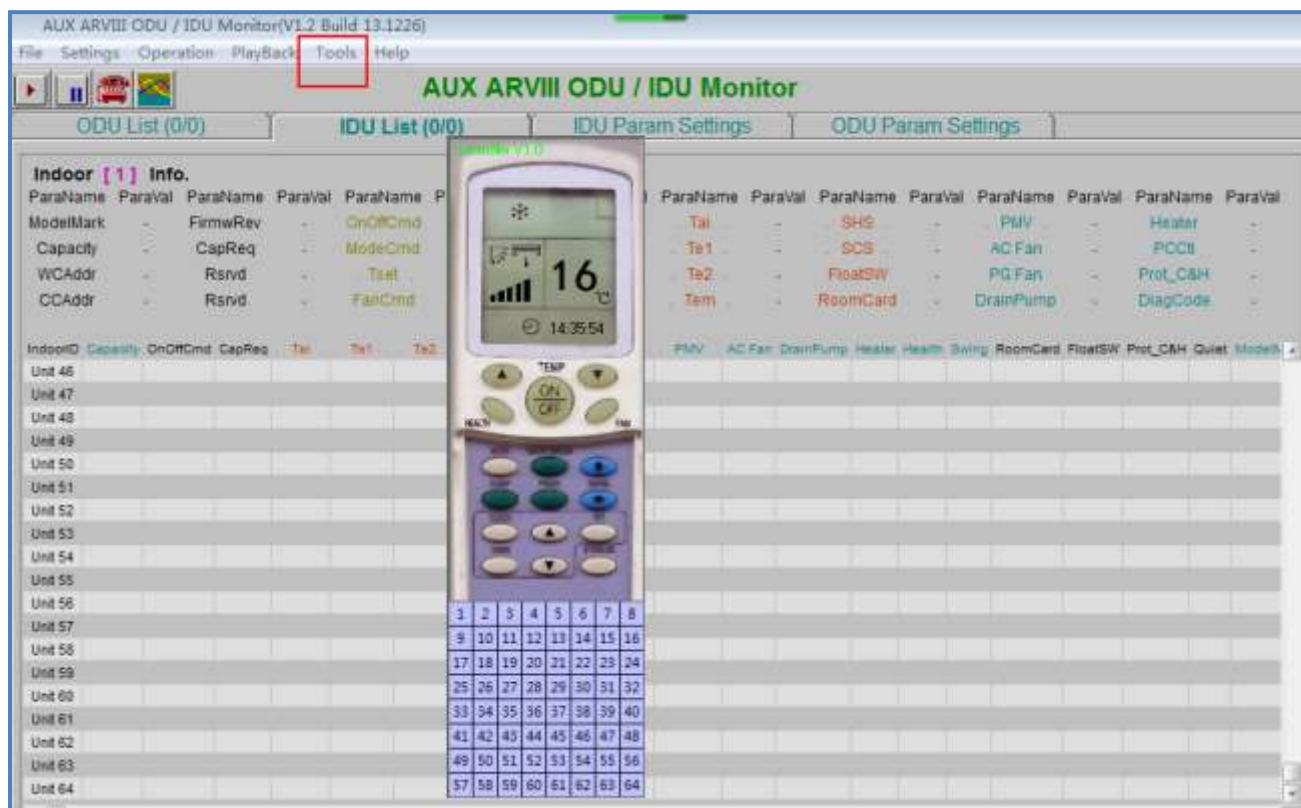 AUX ARVIII ODU / IDU Monitor(V1.2 Build 13.1226)
File Settings Operation PlayBack Tools Help
AUX ARVIII ODU / IDU Monitor
ODU List (0/0) IDU List (0/0) IDU Param Settings ODU Param Settings
Indoor [ 1 ] Info.
ParaName ParaVal ParaName ParaVal ParaName ParaName ParaVal ParaName ParaVal ParaName ParaVal ParaName ParaVal
ModelMark - FirmwRev - OnOffCmd Tai - SHS - PMV - Heater -
Capacity - CapReq - ModeCmd Te1 - SCS - AC Fan - PCCtl -
WCAddr - Rsrvd - Tset Te2 - FloatSW - PG Fan - Prot_C&H -
CCAddr - Rsrvd - FanCmd Tem - RoomCard - DrainPump - DiagCode -
IndoorID Capacity OnOffCmd CapReq Tai Te1 Te2 PMV AC Fan DrainPump Heater Health Swing RoomCard FloatSW Prot_C&H Quiet
Unit 46
Unit 47
Unit 48
Unit 49
Unit 50
Unit 51
Unit 52
Unit 53
Unit 54
Unit 55
Unit 56
Unit 57
Unit 58
Unit 59
Unit 60
Unit 61
Unit 62
Unit 63
Unit 64
16 °C
14:35:54
TEMP
ON
OFF
HEALTH FAN
1 2 3 4 5 6 7 8
9 10 11 12 13 14 15 16
17 18 19 20 21 22 23 24
25 26 27 28 29 30 31 32
33 34 35 36 37 38 39 40
41 42 43 44 45 46 47 48
49 50 51 52 53 54 55 56
57 58 59 60 61 62 63 64